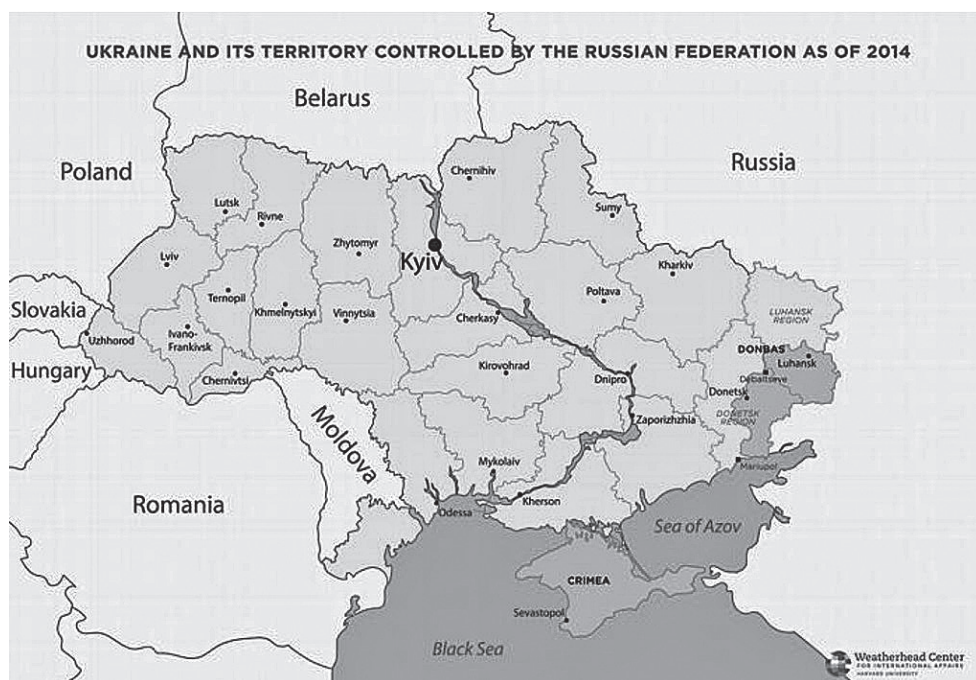 UKRAINE AND ITS TERRITORY CONTROLLED BY THE RUSSIAN FEDERATION AS OF 2014
Belarus
Poland
Russia
Chernihiv
Lutsk
Rivne
Sumy
Zhytomyr
Kyiv
Lviv
Kharkiv
Ternopil
Khmelnytskyi
Vinnytsia
Poltava
Cherkasy
Slovakia
LUHANSK
REGION
Ivano-
Frankivsk
Uzhhorod
DONBAS
Luhansk
Hungary
Chernivtsi
Kirovohrad
Dnipro
Debaltseve
Donetsk
DONETSK
REGION
Zaporizhzhia
Moldova
Mykolaiv
Mariupol
Romania
Odessa
Kherson
Sea of Azov
CRIMEA
Sevastopol
Black Sea
Weatherhead Center
FOR INTERNATIONAL AFFAIRS
HARVARD UNIVERSITY